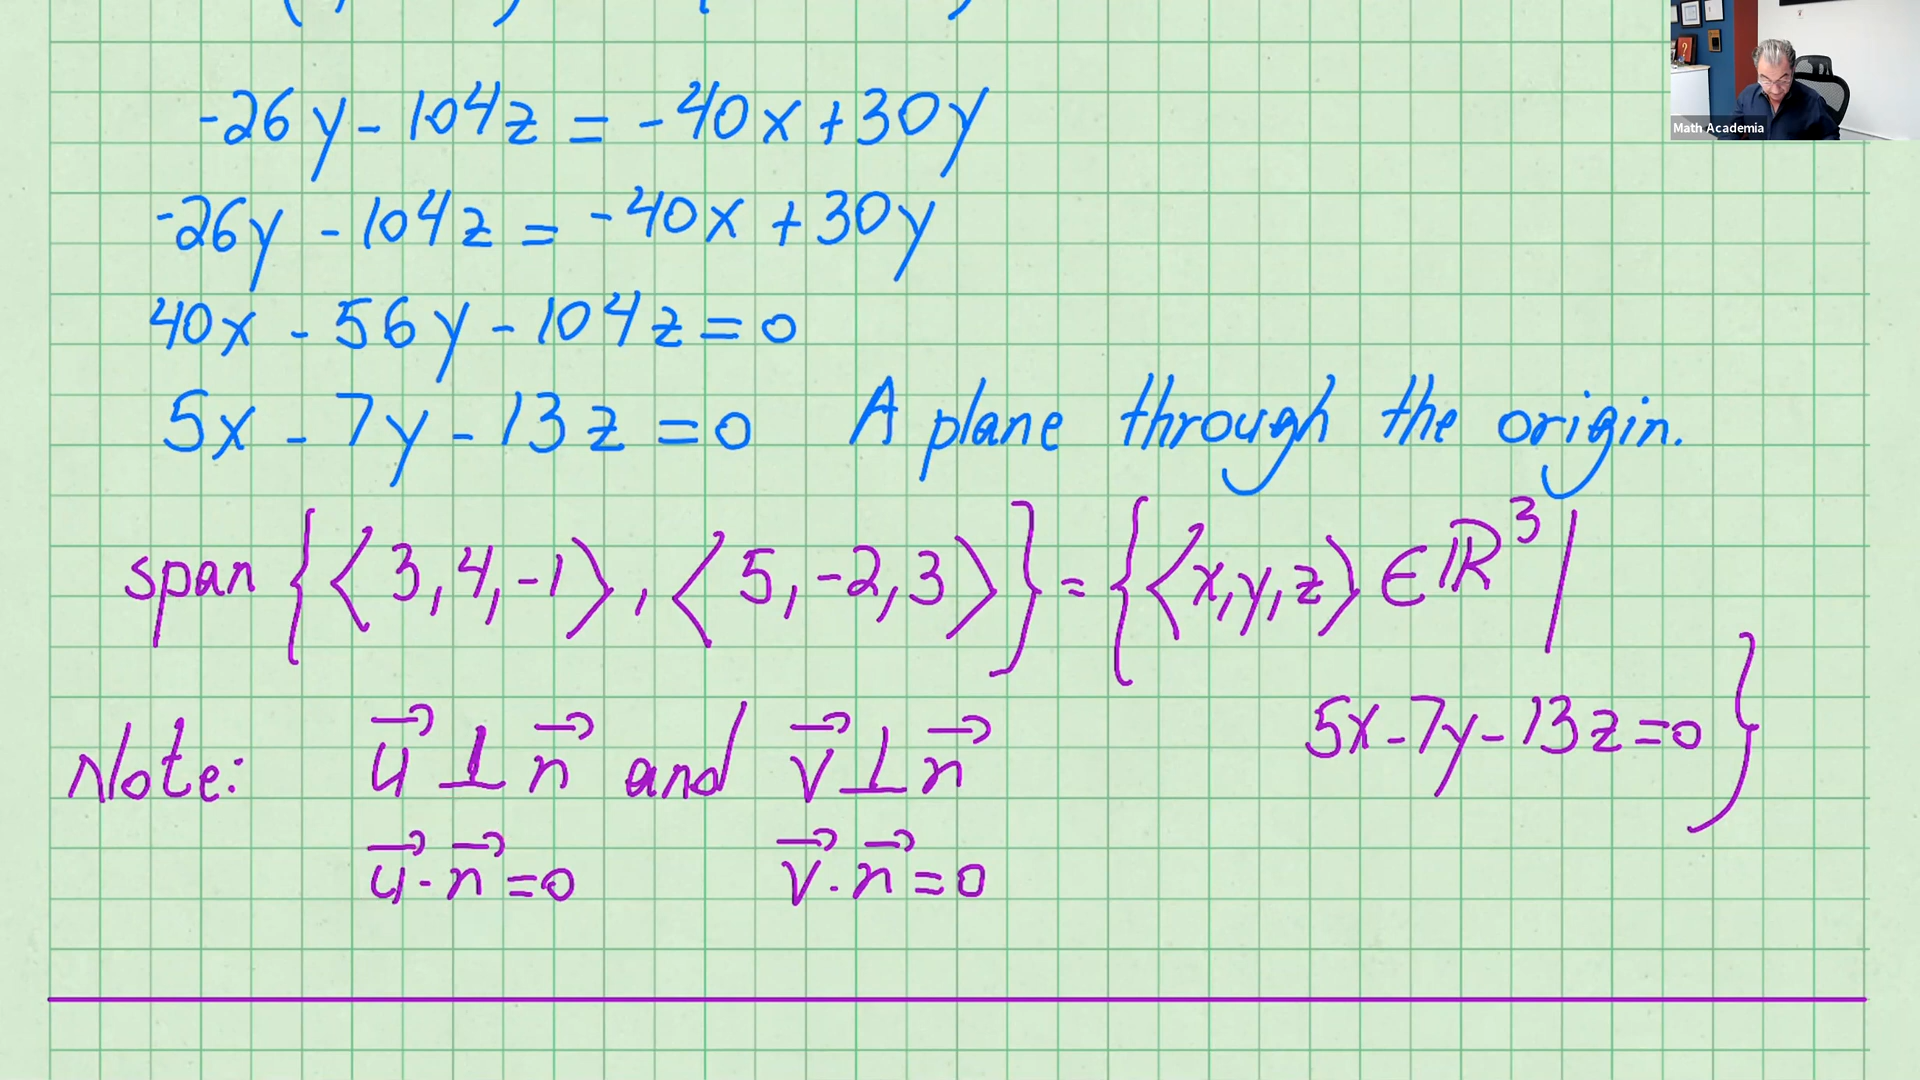 Math Academia
-26y - 104z = -40x + 30y
-26y - 104z = -40x + 30y
40x - 56y - 104z = 0
5x - 7y - 13z = 0 A plane through the origin.
span {⟨3, 4, -1⟩, ⟨5, -2, 3⟩} = {⟨x, y, z⟩ ∈ ℝ³ |
5x - 7y - 13z = 0}
Note: u⃗ ⊥ n⃗ and v⃗ ⊥ n⃗
u⃗ · n⃗ = 0 v⃗ · n⃗ = 0